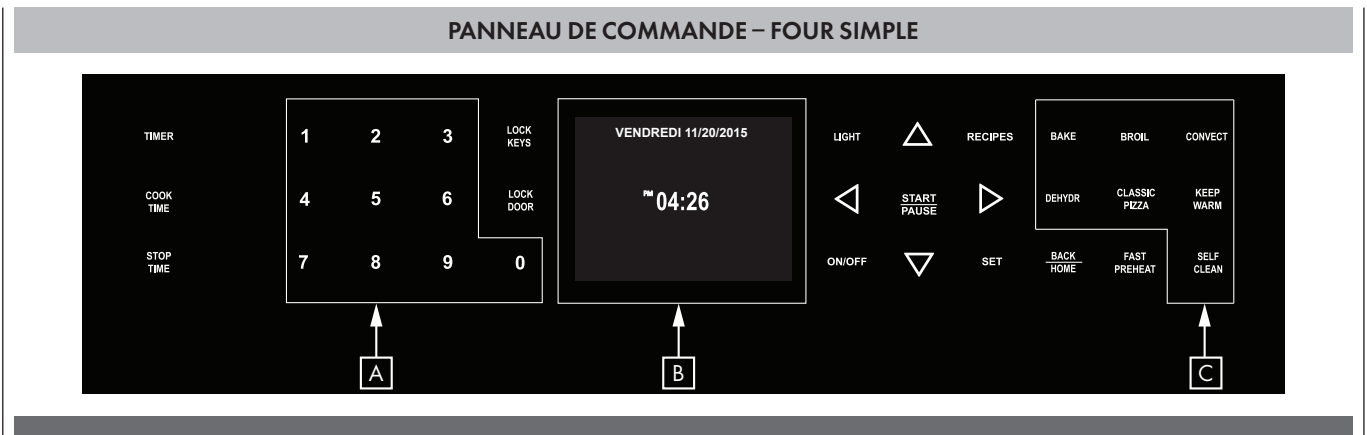 PANNEAU DE COMMANDE – FOUR SIMPLE
TIMER
COOK
TIME
STOP
TIME
1 2 3
4 5 6
7 8 9 0
LOCK
KEYS
LOCK
DOOR
VENDREDI 11/20/2015
PM 04:26
LIGHT
RECIPES
START
PAUSE
ON/OFF
SET
BAKE
BROIL
CONVECT
DEHYDR
CLASSIC
PIZZA
KEEP
WARM
BACK
HOME
FAST
PREHEAT
SELF
CLEAN
A
B
C